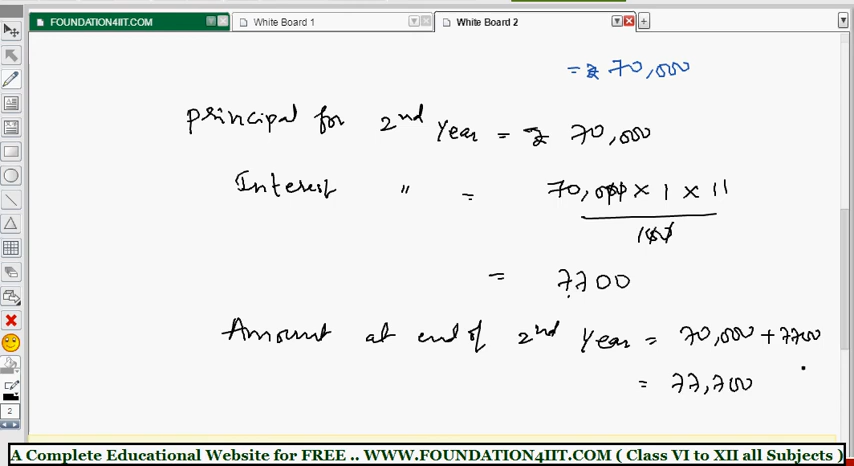 FOUNDATION4IIT.COM White Board 1 White Board 2
= ₹ 70,000
Principal for 2nd Year = ₹ 70,000
Interest " = 70,000 × 1 × 11
100
= 7700
Amount at end of 2nd Year = 70,000 + 7700
= 77,700
2
A Complete Educational Website for FREE .. WWW.FOUNDATION4IIT.COM ( Class VI to XII all Subjects )